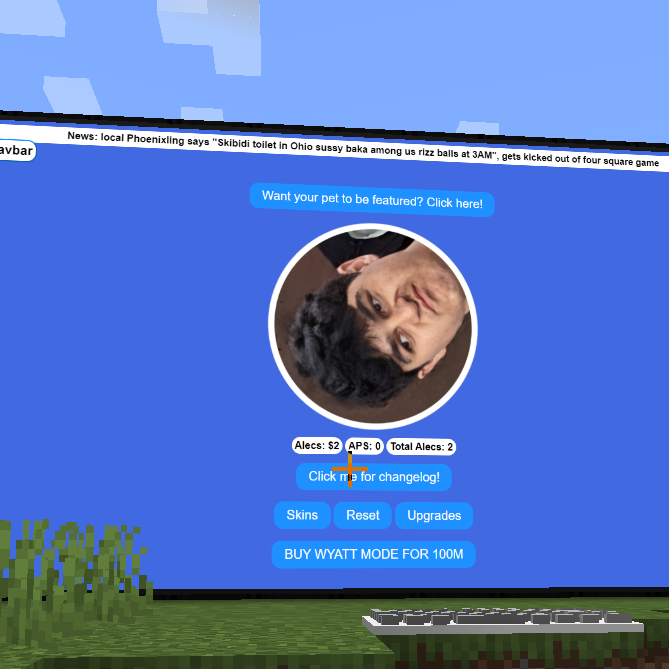 News: local Phoenixling says "Skibidi toilet in Ohio sussy baka among us rizz balls at 3AM", gets kicked out of four square game
avbar
Want your pet to be featured? Click here!
Alecs: $2 APS: 0 Total Alecs: 2
Click me for changelog!
Skins Reset Upgrades
BUY WYATT MODE FOR 100M